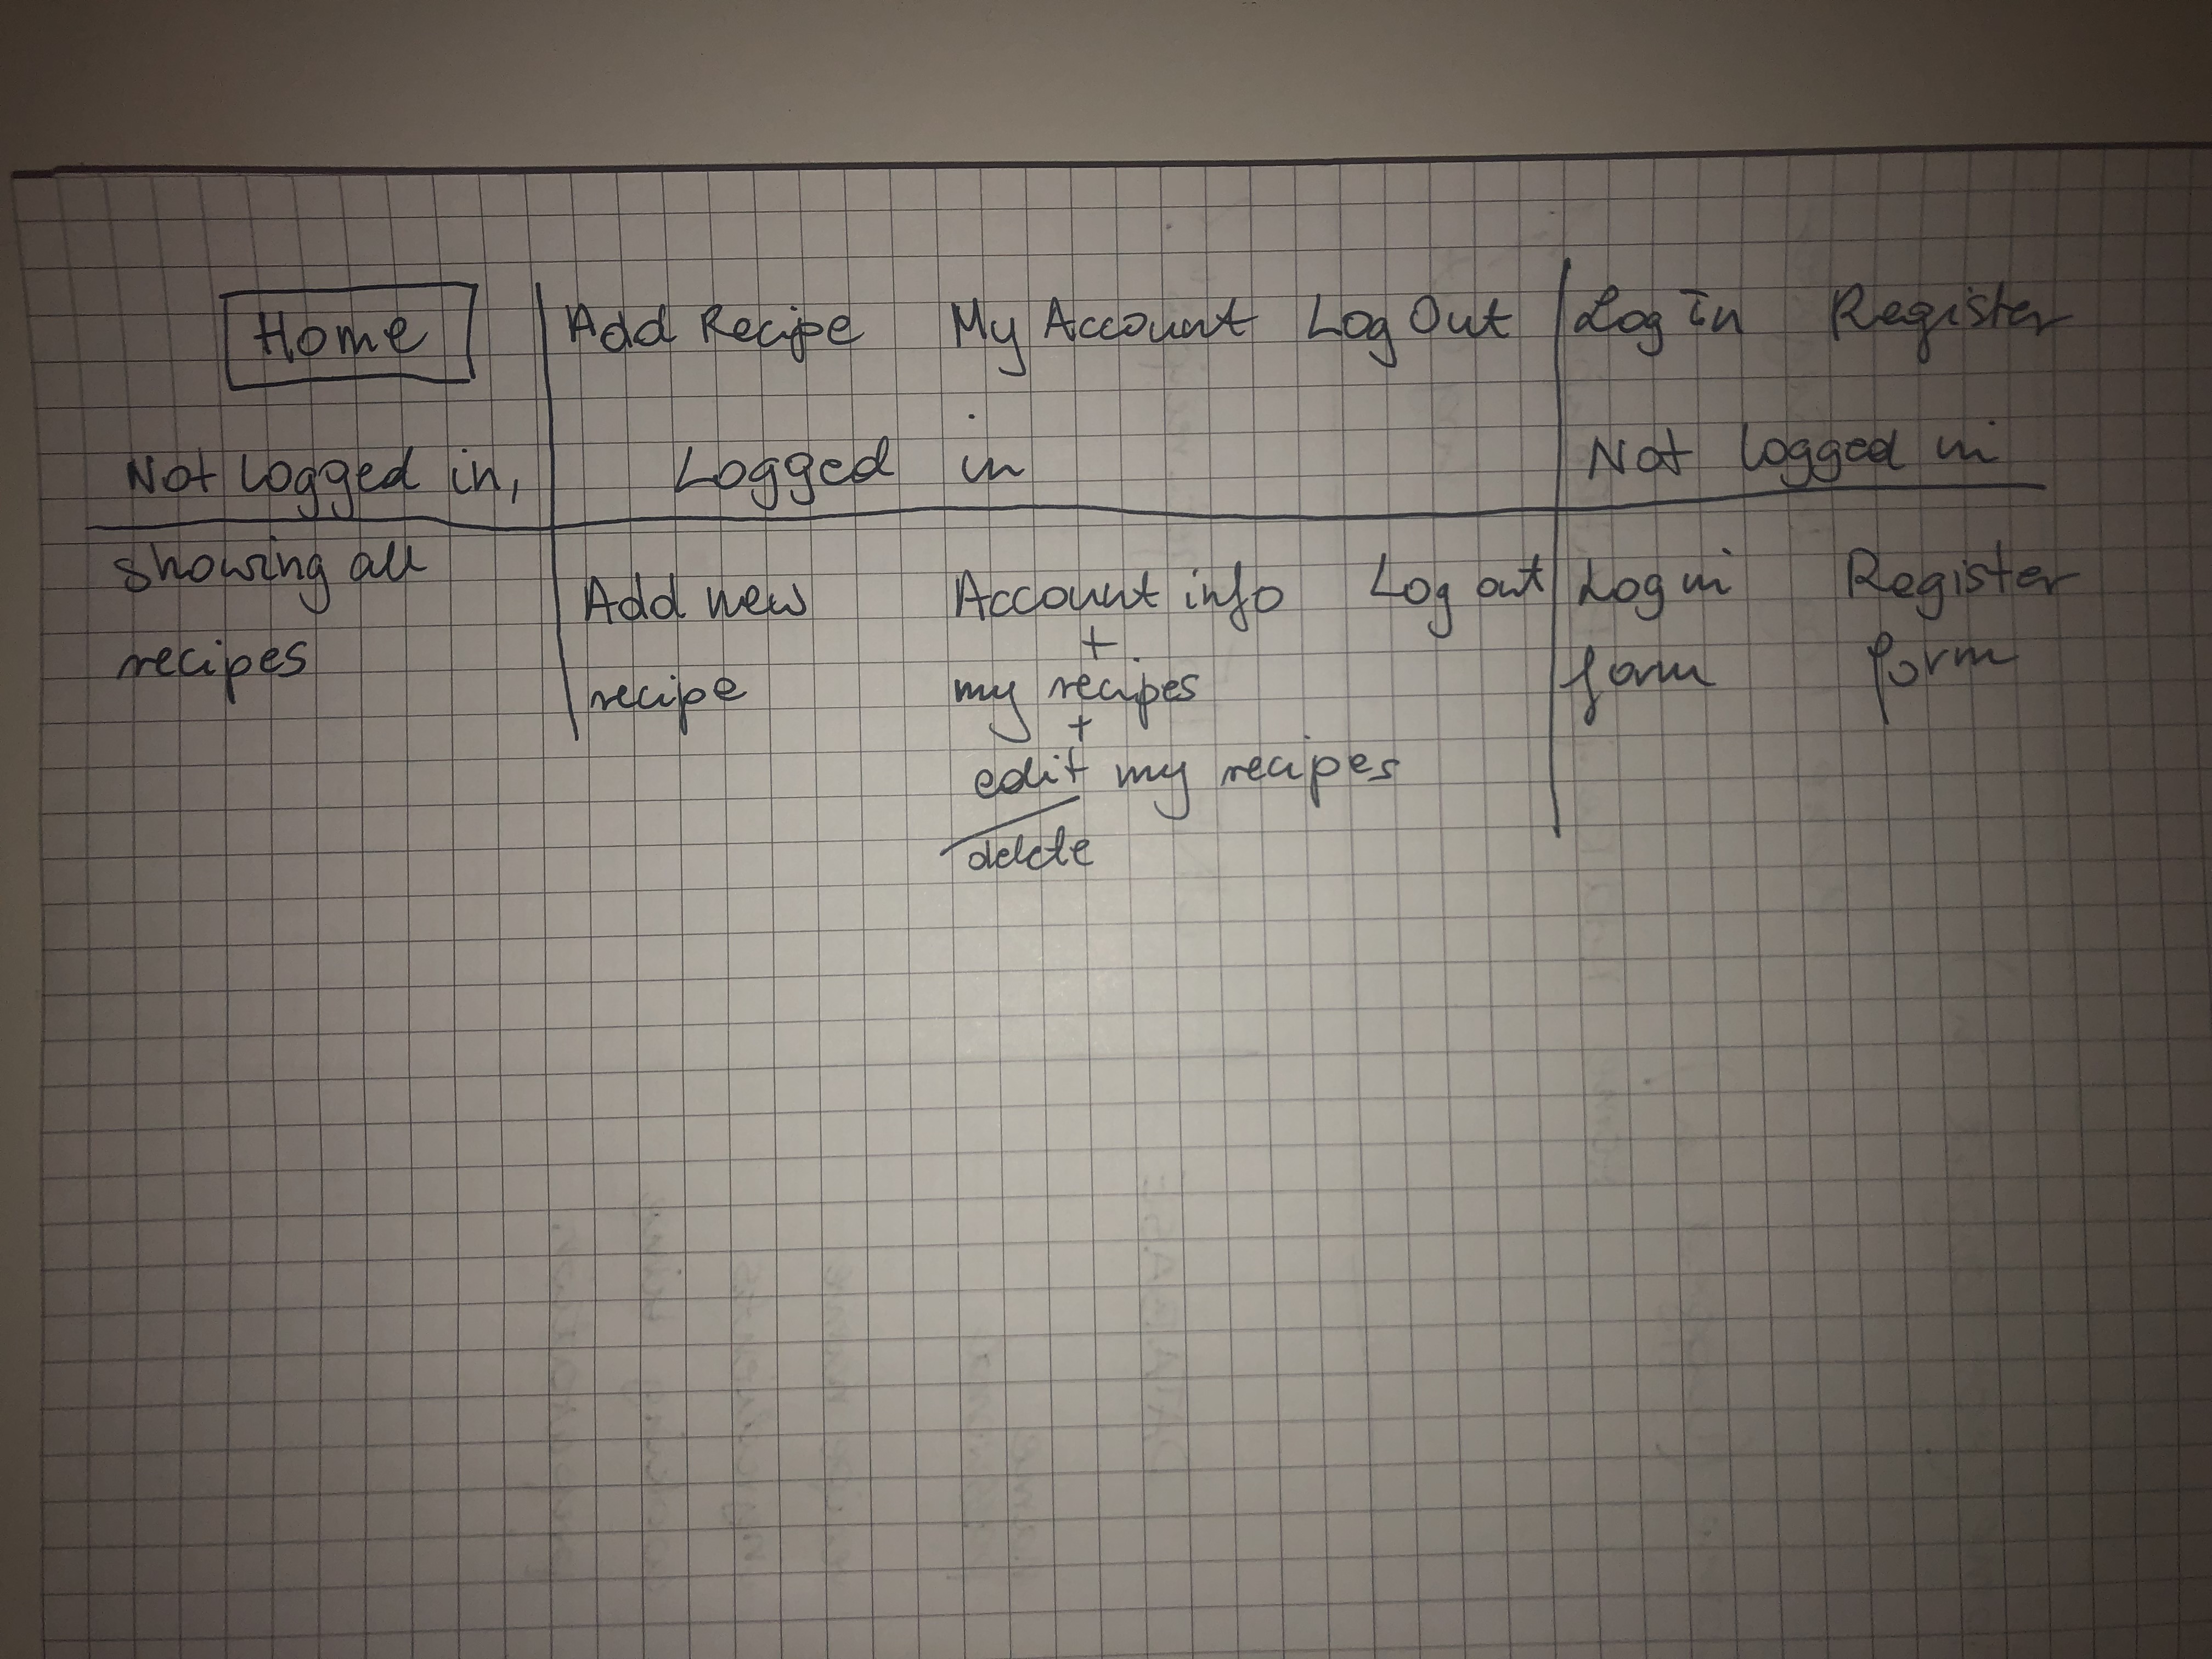 Home Add Recipe My Account Log Out Log In Register
Not logged in, Logged in Not logged in
showing all
recipes
Add new Account info Log out Log in Register
+
recipe my recipes form form
+
edit my recipes
/
delete